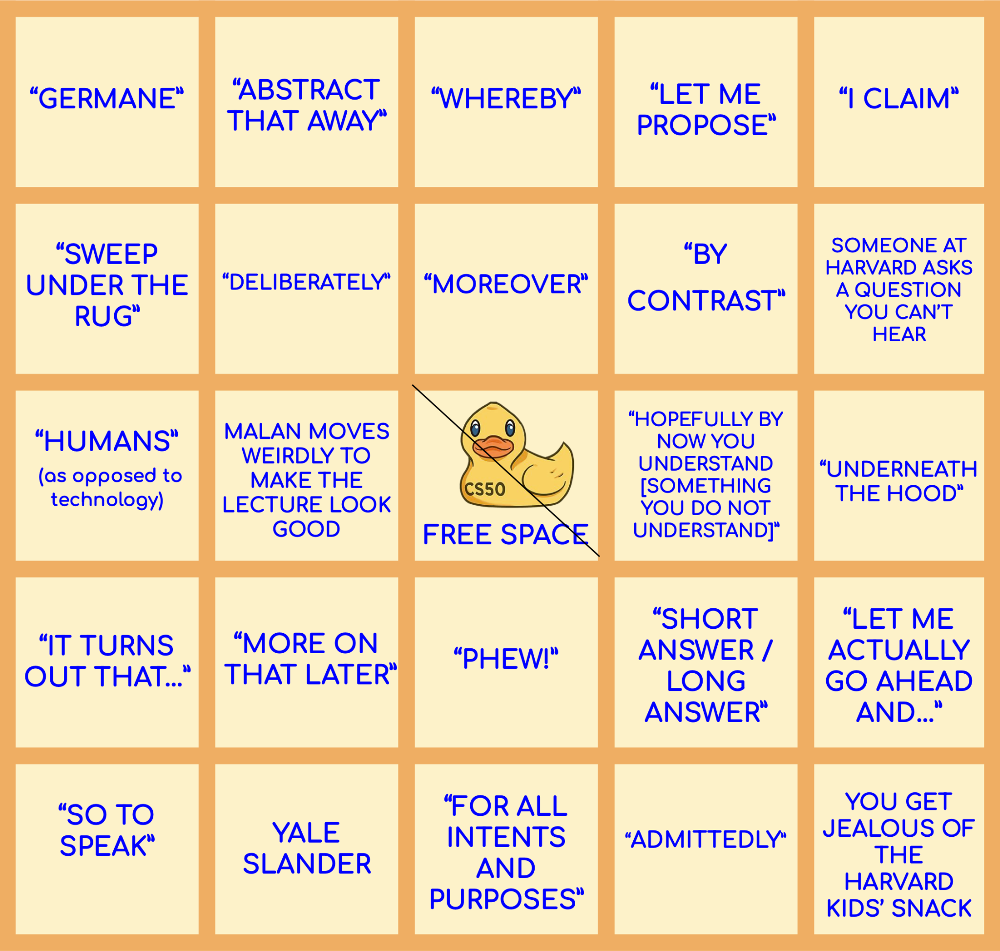 “GERMANE”
“ABSTRACT
THAT AWAY”
“WHEREBY”
“LET ME
PROPOSE”
“I CLAIM”
“SWEEP
UNDER THE
RUG”
“DELIBERATELY”
“MOREOVER”
“BY
CONTRAST”
SOMEONE AT
HARVARD ASKS
A QUESTION
YOU CAN’T
HEAR
“HUMANS”
(as opposed to
technology)
MALAN MOVES
WEIRDLY TO
MAKE THE
LECTURE LOOK
GOOD
CS50
FREE SPACE
“HOPEFULLY BY
NOW YOU
UNDERSTAND
[SOMETHING
YOU DO NOT
UNDERSTAND]”
“UNDERNEATH
THE HOOD”
“IT TURNS
OUT THAT...”
“MORE ON
THAT LATER”
“PHEW!”
“SHORT
ANSWER /
LONG
ANSWER”
“LET ME
ACTUALLY
GO AHEAD
AND...”
“SO TO
SPEAK”
YALE
SLANDER
“FOR ALL
INTENTS
AND
PURPOSES”
“ADMITTEDLY”
YOU GET
JEALOUS OF
THE
HARVARD
KIDS’ SNACK